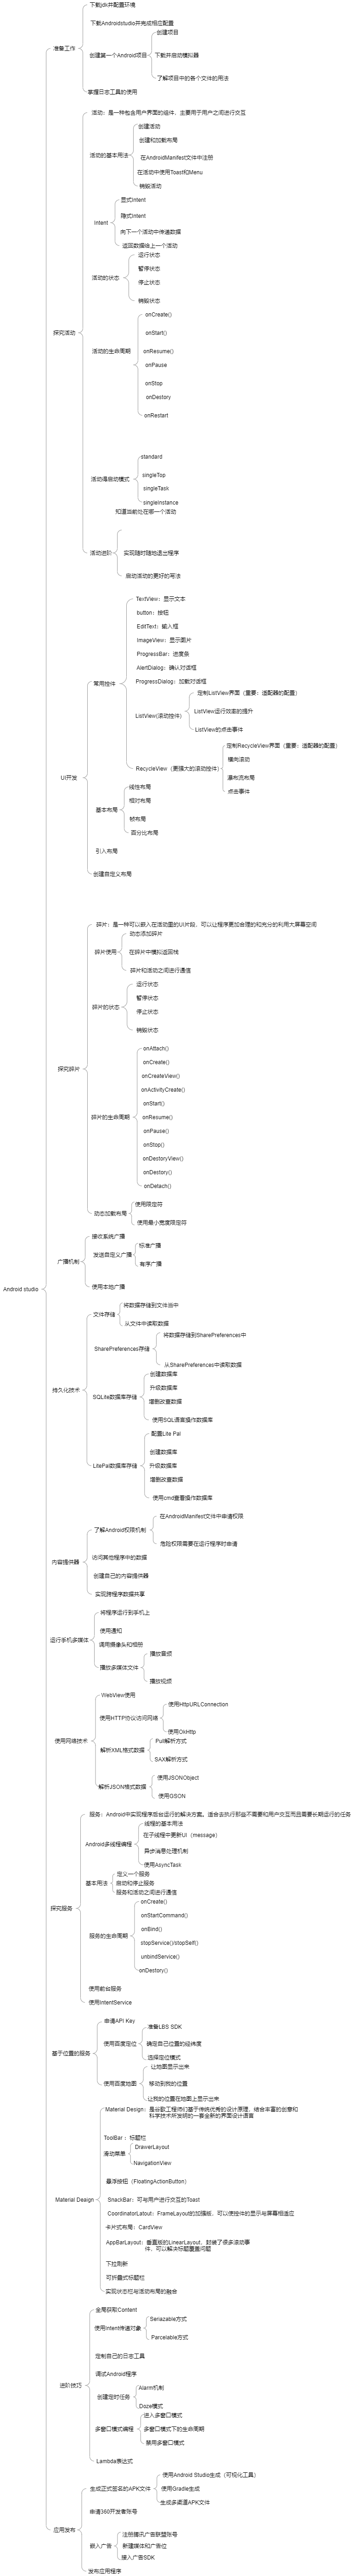 下载jdk并配置环境
下载Androidstudio并完成相应配置
准备工作
创建第一个Android项目
创建项目
下载并启动模拟器
了解项目中的各个文件的用法
掌握日志工具的使用
探究活动
活动：是一种包含用户界面的组件，主要用于用户之间进行交互
活动的基本用法
创建活动
创建和加载布局
在AndroidManifest文件中注册
在活动中使用Toast和Menu
销毁活动
Intent
显式Intent
隐式Intent
向下一个活动中传递数据
返回数据给上一个活动
活动的状态
运行状态
暂停状态
停止状态
销毁状态
活动的生命周期
onCreate()
onStart()
onResume()
onPause
onStop
onDestory
onRestart
活动得启动模式
standard
singleTop
singleTask
singleInstance
活动进阶
知道当前处在哪一个活动
实现随时随地退出程序
启动活动的更好的写法
UI开发
常用控件
TextView：显示文本
button：按钮
EditText：输入框
ImageView：显示图片
ProgressBar：进度条
AlertDialog：确认对话框
ProgressDialog：加载对话框
ListView(滚动控件）
定制ListView界面（重要：适配器的配置）
ListView运行效率的提升
ListView的点击事件
RecycleView（更强大的滚动控件）
定制RecycleView界面（重要：适配器的配置）
横向滚动
瀑布流布局
点击事件
基本布局
线性布局
相对布局
帧布局
百分比布局
引入布局
创建自定义布局
探究碎片
碎片：是一种可以嵌入在活动里的UI片段，可以让程序更加合理的和充分的利用大屏幕空间
碎片使用
动态添加碎片
在碎片中模拟返回栈
碎片和活动之间进行通信
碎片的状态
运行状态
暂停状态
停止状态
销毁状态
碎片的生命周期
onAttach()
onCreate()
onCreateView()
onActivityCreate()
onStart()
onResume()
onPause()
onStop()
onDestoryView()
onDestory()
onDetach()
动态加载布局
使用限定符
使用最小宽度限定符
广播机制
接收系统广播
发送自定义广播
标准广播
有序广播
使用本地广播
Android studio
持久化技术
文件存储
将数据存储到文件当中
从文件中读取数据
SharePreferences存储
将数据存储到SharePreferences中
从SharePreferences中读取数据
SQLite数据库存储
创建数据库
升级数据库
增删改查数据
使用SQL语言操作数据库
LitePal数据库存储
配置Lite Pal
创建数据库
升级数据库
增删改查数据
使用cmd查看操作数据库
内容提供器
了解Android权限机制
在AndroidManifest文件中申请权限
危险权限需要在运行程序时申请
访问其他程序中的数据
创建自己的内容提供器
实现跨程序数据共享
运行手机多媒体
将程序运行到手机上
使用通知
调用摄像头和相册
播放多媒体文件
播放音频
播放视频
使用网络技术
WebView使用
使用HTTP协议访问网络
使用HttpURLConnection
使用OkHttp
解析XML格式数据
Pull解析方式
SAX解析方式
解析JSON格式数据
使用JSONObject
使用GSON
探究服务
服务：Android中实现程序后台运行的解决方案。适合去执行那些不需要和用户交互而且需要长期运行的任务
Android多线程编程
线程的基本用法
在子线程中更新UI（message）
异步消息处理机制
使用AsyncTask
基本用法
定义一个服务
启动和停止服务
服务和活动之间进行通信
服务的生命周期
onCreate()
onStartCommand()
onBind()
stopService()/stopSelf()
unbindService()
onDestory()
使用前台服务
使用IntentService
基于位置的服务
申请API Key
使用百度定位
准备LBS SDK
确定自己位置的经纬度
选择定位模式
使用百度地图
让地图显示出来
移动到我的位置
让我的位置在地图上显示出来
Material Deaign
Material Design：是谷歌工程师们基于传统优秀的设计原理，结合丰富的创意和
科学技术所发明的一套全新的界面设计语言
ToolBar ：标题栏
滑动菜单
DrawerLayout
NavigationView
悬浮按钮（FloatingActionButton）
SnackBar：可与用户进行交互的Toast
CoordinatorLatout：FrameLayout的加强板，可以使控件的显示与屏幕相适应
卡片式布局：CardView
AppBarLayout：垂直版的LinearLayout，封装了很多滚动事
件，可以解决标题覆盖问题
下拉刷新
可折叠式标题栏
实现状态栏与活动布局的融合
进阶技巧
全局获取Content
使用Intent传递对象
Seriazable方式
Parcelable方式
定制自己的日志工具
调试Android程序
创建定时任务
Alarm机制
Doze模式
多窗口模式编程
进入多窗口模式
多窗口模式下的生命周期
禁用多窗口模式
Lambda表达式
应用发布
生成正式签名的APK文件
使用Android Studio生成（可视化工具）
使用Gradle生成
生成多渠道APK文件
申请360开发者账号
嵌入广告
注册腾讯广告联盟账号
新建媒体和广告位
接入广告SDK
发布应用程序